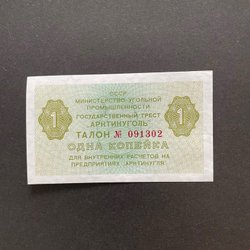 СССР
МИНИСТЕРСТВО УГОЛЬНОЙ
ПРОМЫШЛЕННОСТИ
ГОСУДАРСТВЕННЫЙ ТРЕСТ
"АРКТИКУГОЛЬ"
1 ТАЛОН № 091302 1
ОДНА КОПЕЙКА
ДЛЯ ВНУТРЕННИХ РАСЧЕТОВ НА
ПРЕДПРИЯТИЯХ "АРКТИКУГЛЯ"